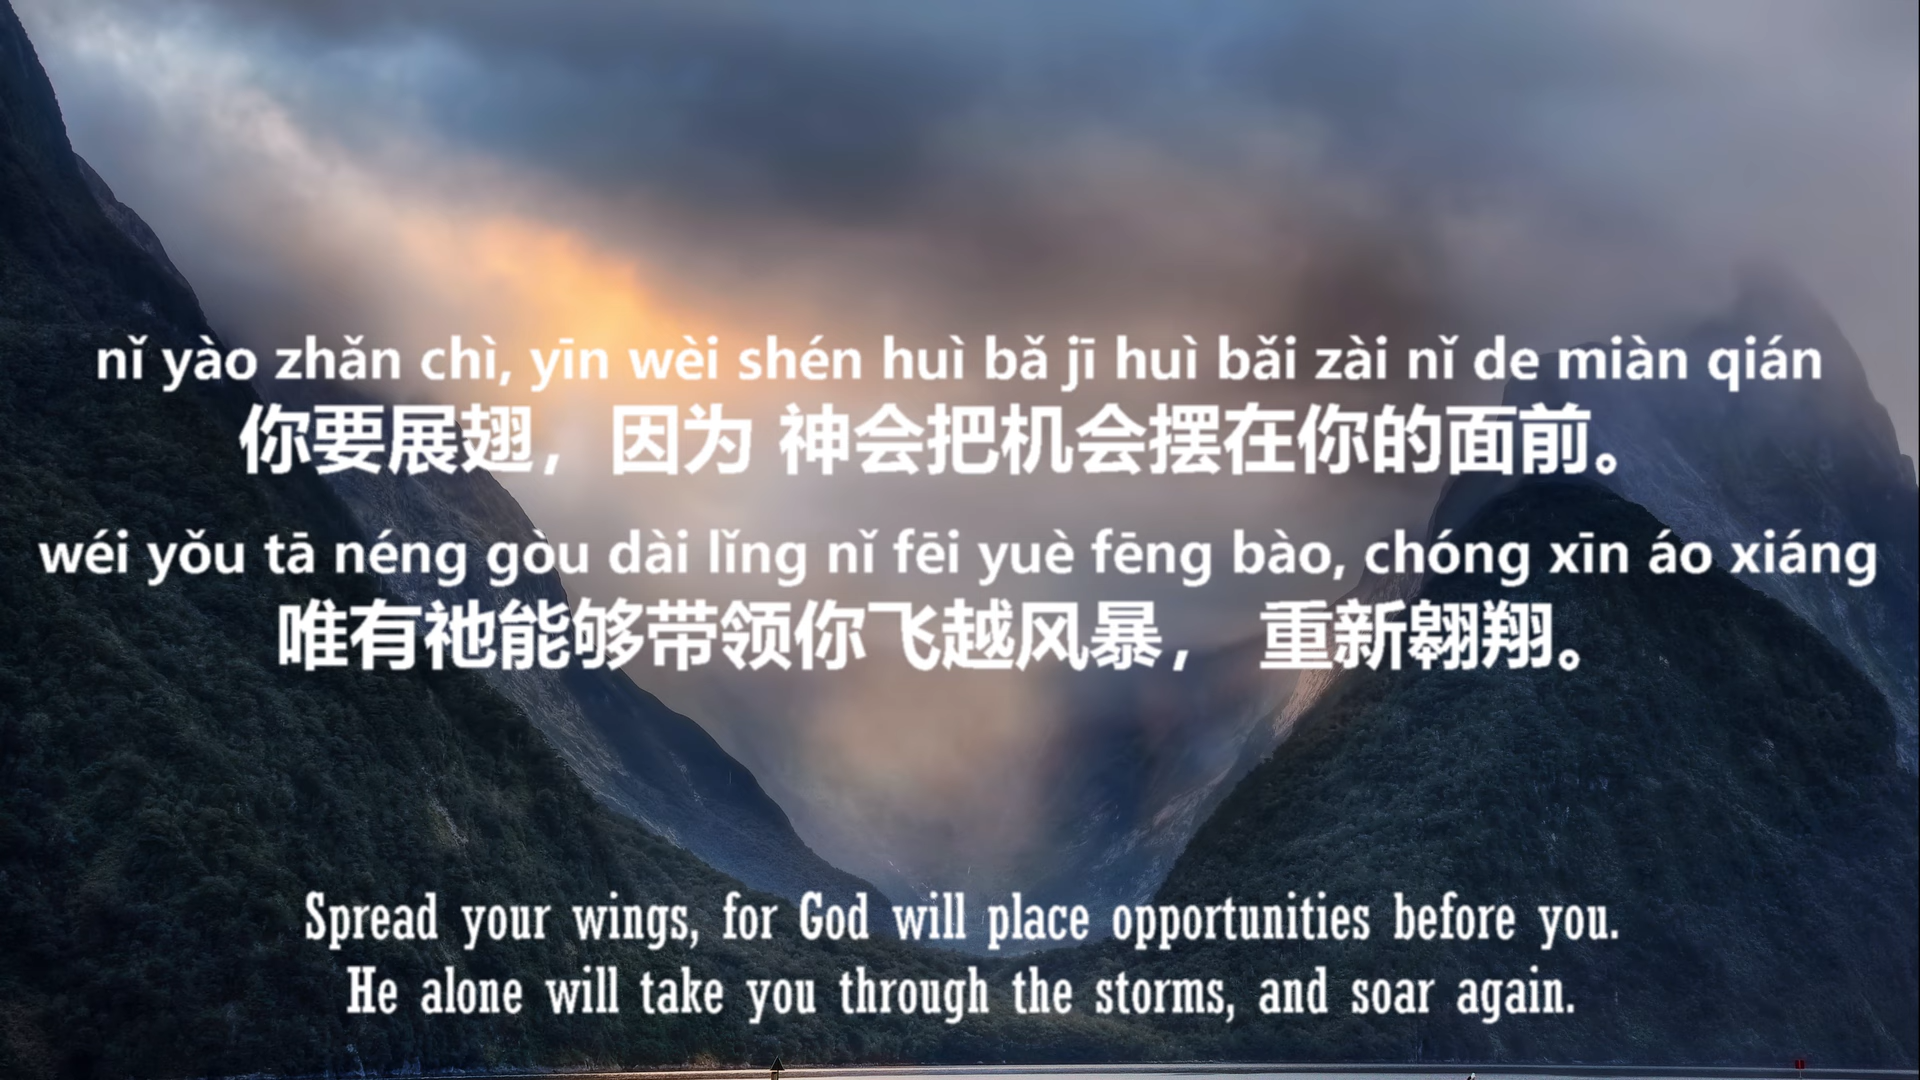 nǐ yào zhǎn chì, yīn wèi shén huì bǎ jī huì bǎi zài nǐ de miàn qián
你要展翅，因为 神会把机会摆在你的面前。
wéi yǒu tā néng gòu dài lǐng nǐ fēi yuè fēng bào, chóng xīn áo xiáng
唯有祂能够带领你飞越风暴， 重新翱翔。
Spread your wings, for God will place opportunities before you.
He alone will take you through the storms, and soar again.